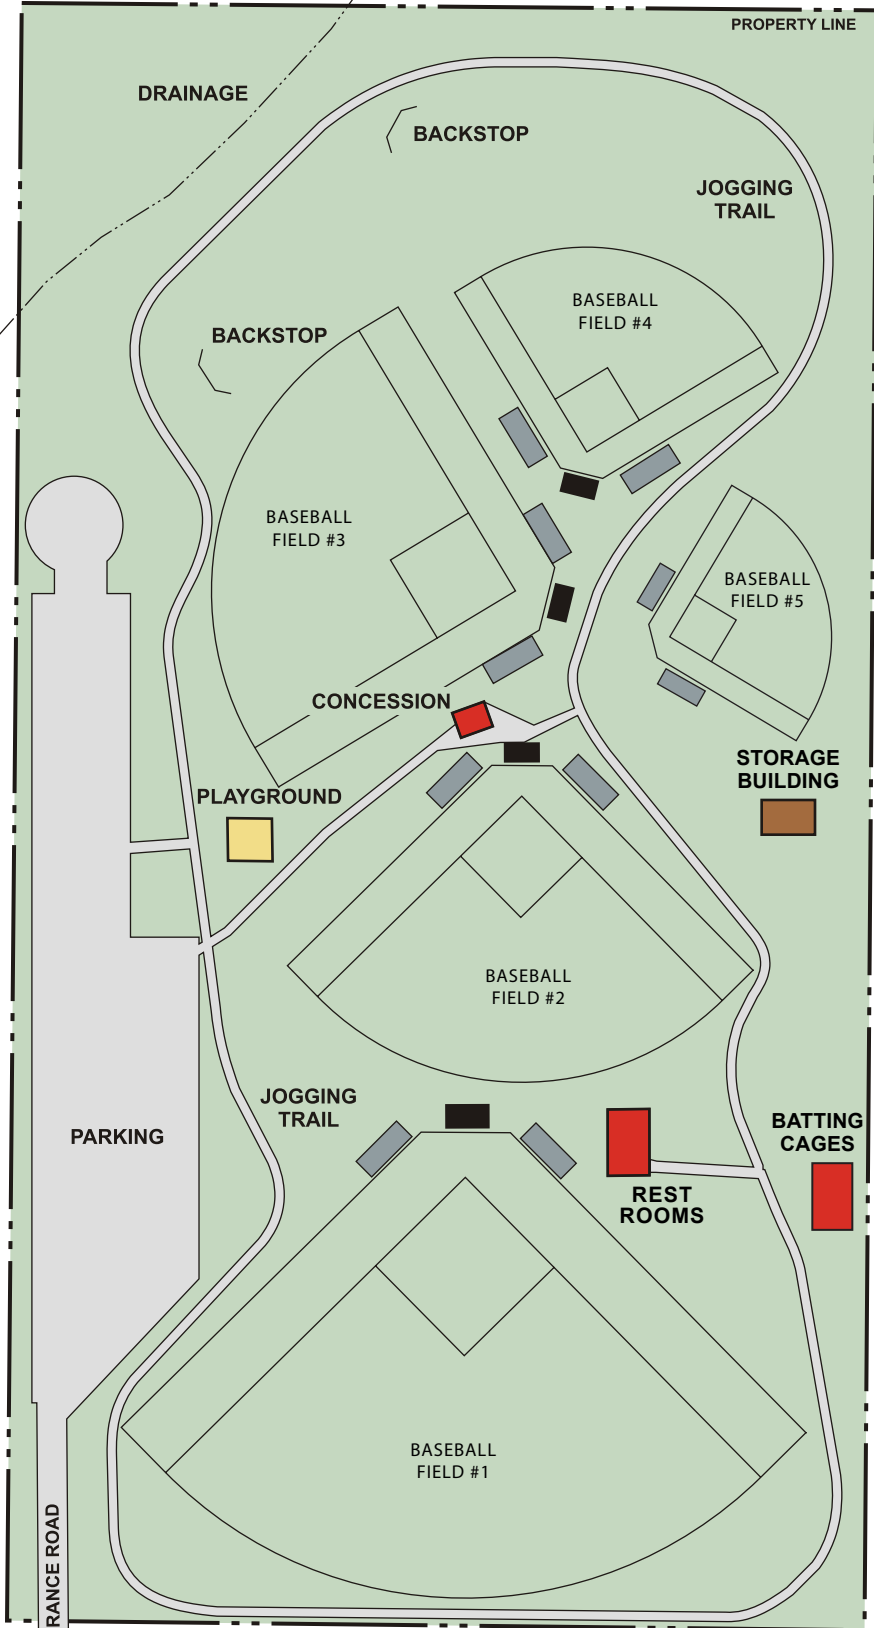 PROPERTY LINE
DRAINAGE
BACKSTOP
JOGGING
TRAIL
BASEBALL
FIELD #4
BACKSTOP
BASEBALL
FIELD #3
BASEBALL
FIELD #5
CONCESSION
STORAGE
BUILDING
PLAYGROUND
BASEBALL
FIELD #2
JOGGING
TRAIL
PARKING
BATTING
CAGES
REST
ROOMS
BASEBALL
FIELD #1
RANCE ROAD